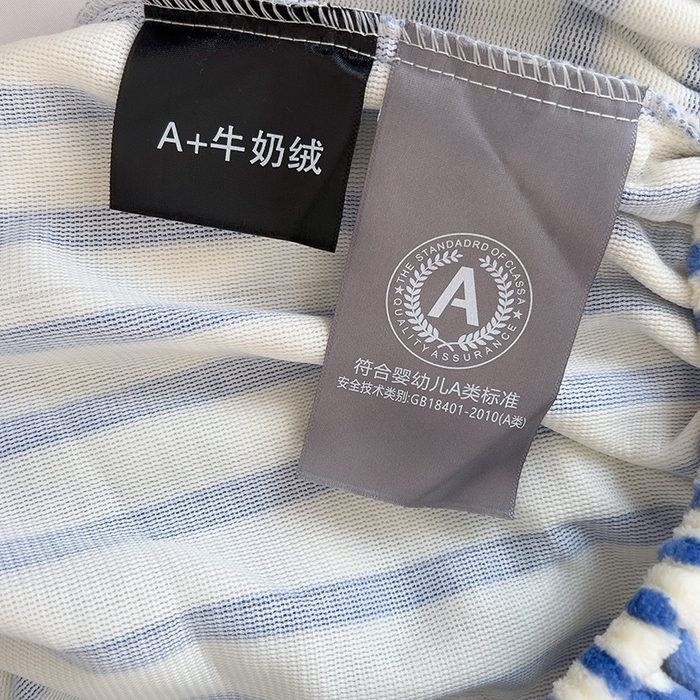 A+牛奶绒
THE STANDADRD OF CLASS A
A
QUALITY ASSURANCE
符合婴幼儿A类标准
安全技术类别:GB18401-2010(A类)